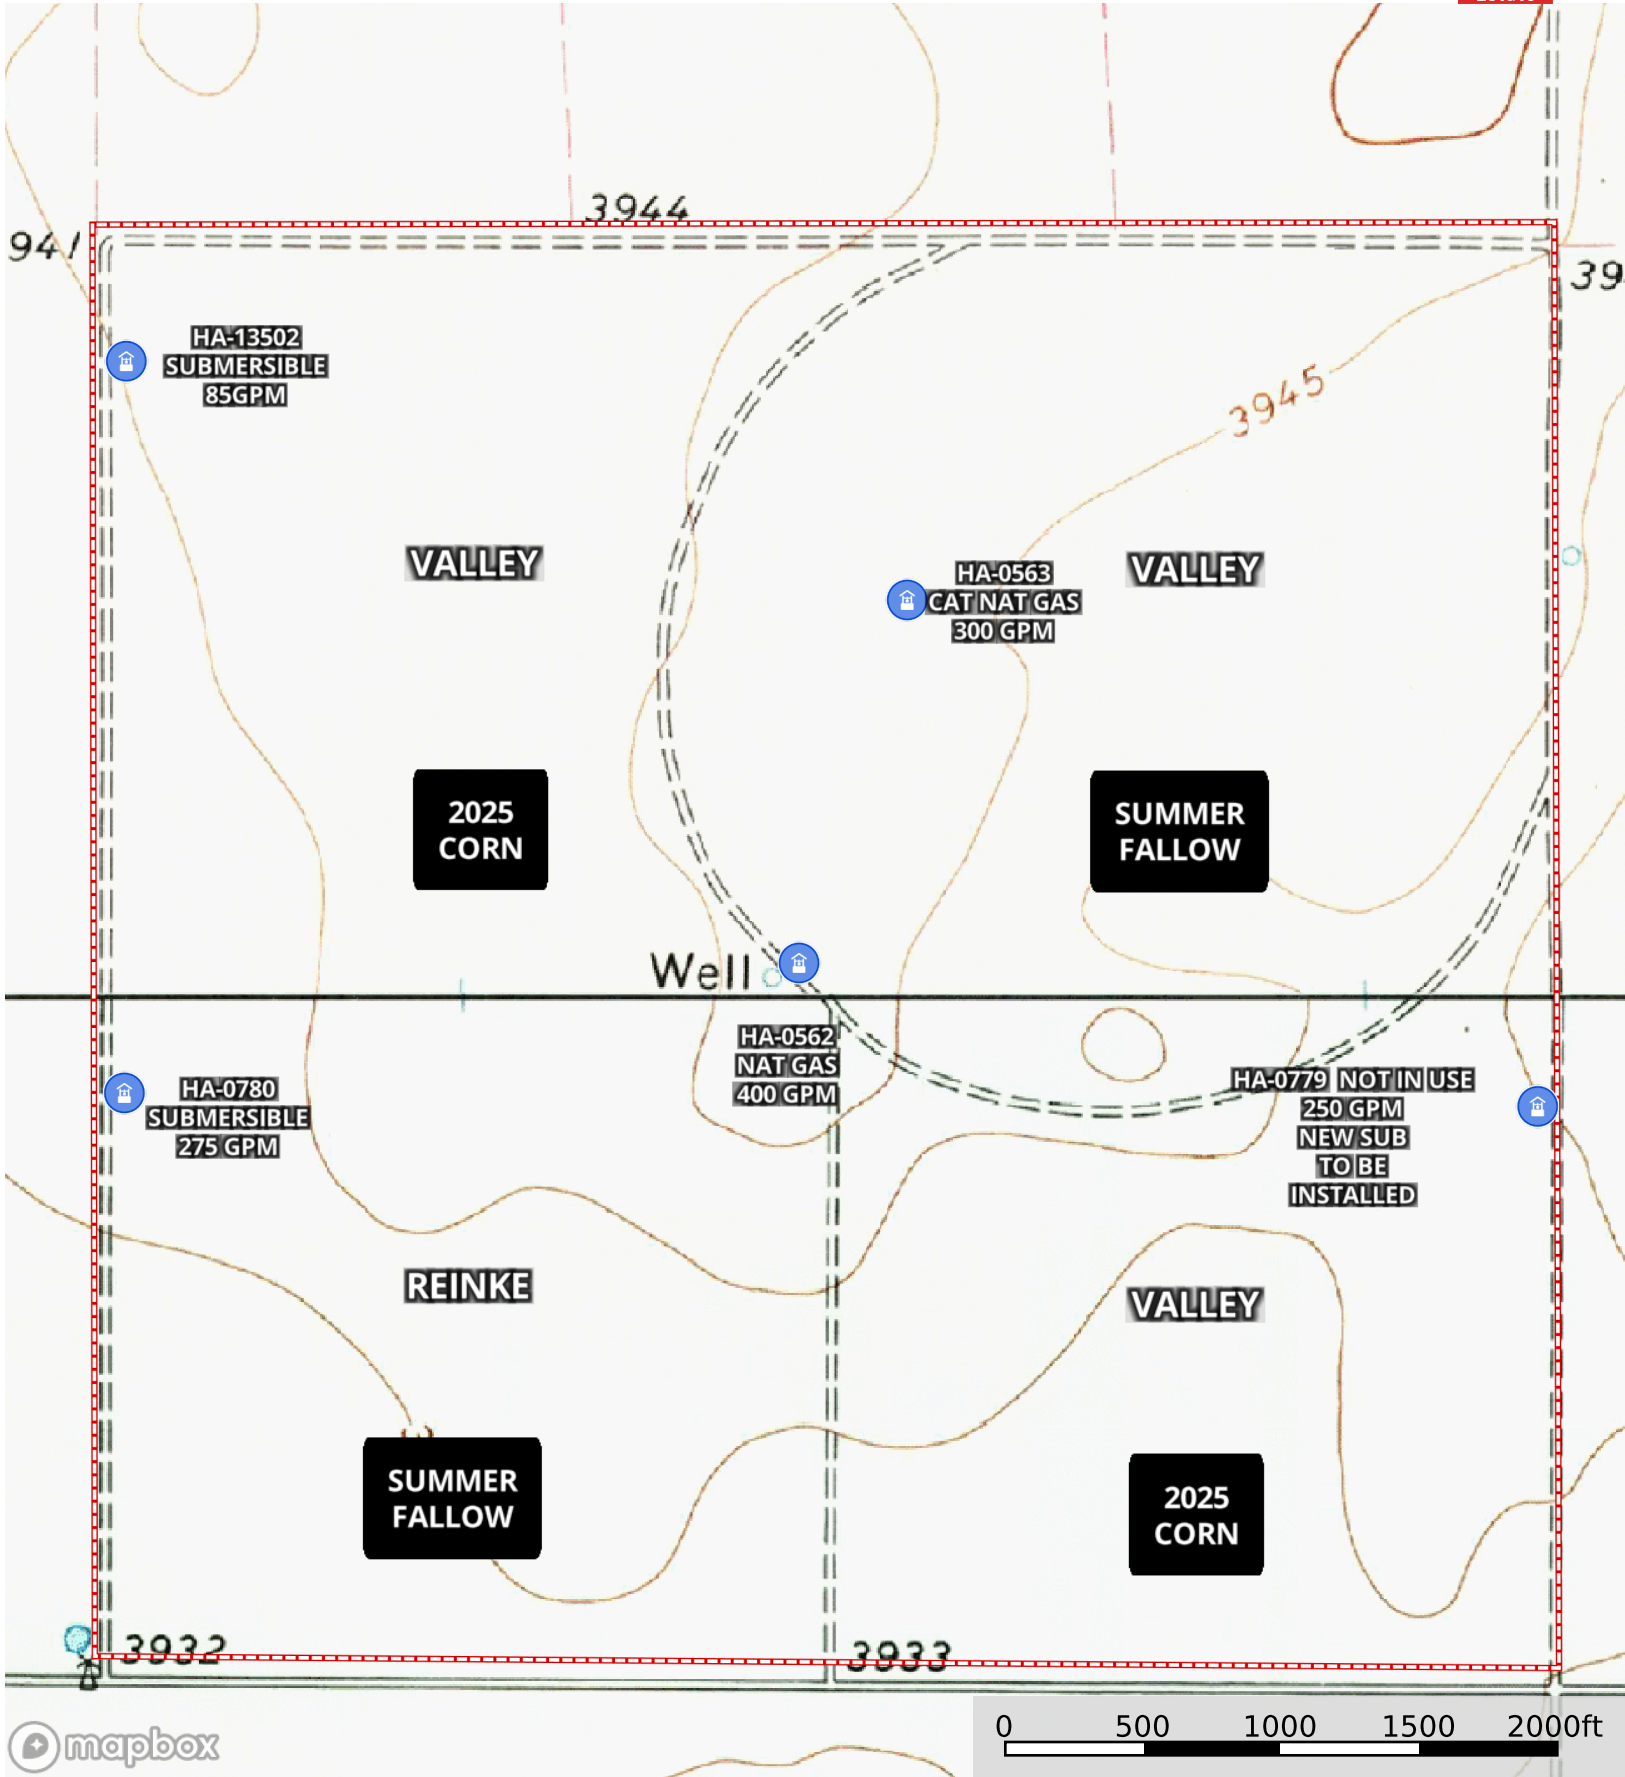 3944
941
HA-13502
SUBMERSIBLE
85GPM
3945
VALLEY
HA-0563
CAT NAT GAS
300 GPM
VALLEY
2025
CORN
SUMMER
FALLOW
Well
HA-0562
NAT GAS
400 GPM
HA-0780
SUBMERSIBLE
275 GPM
HA-0779 NOT IN USE
250 GPM
NEW SUB
TO BE
INSTALLED
REINKE
VALLEY
SUMMER
FALLOW
2025
CORN
3932
3933
0 500 1000 1500 2000ft
mapbox